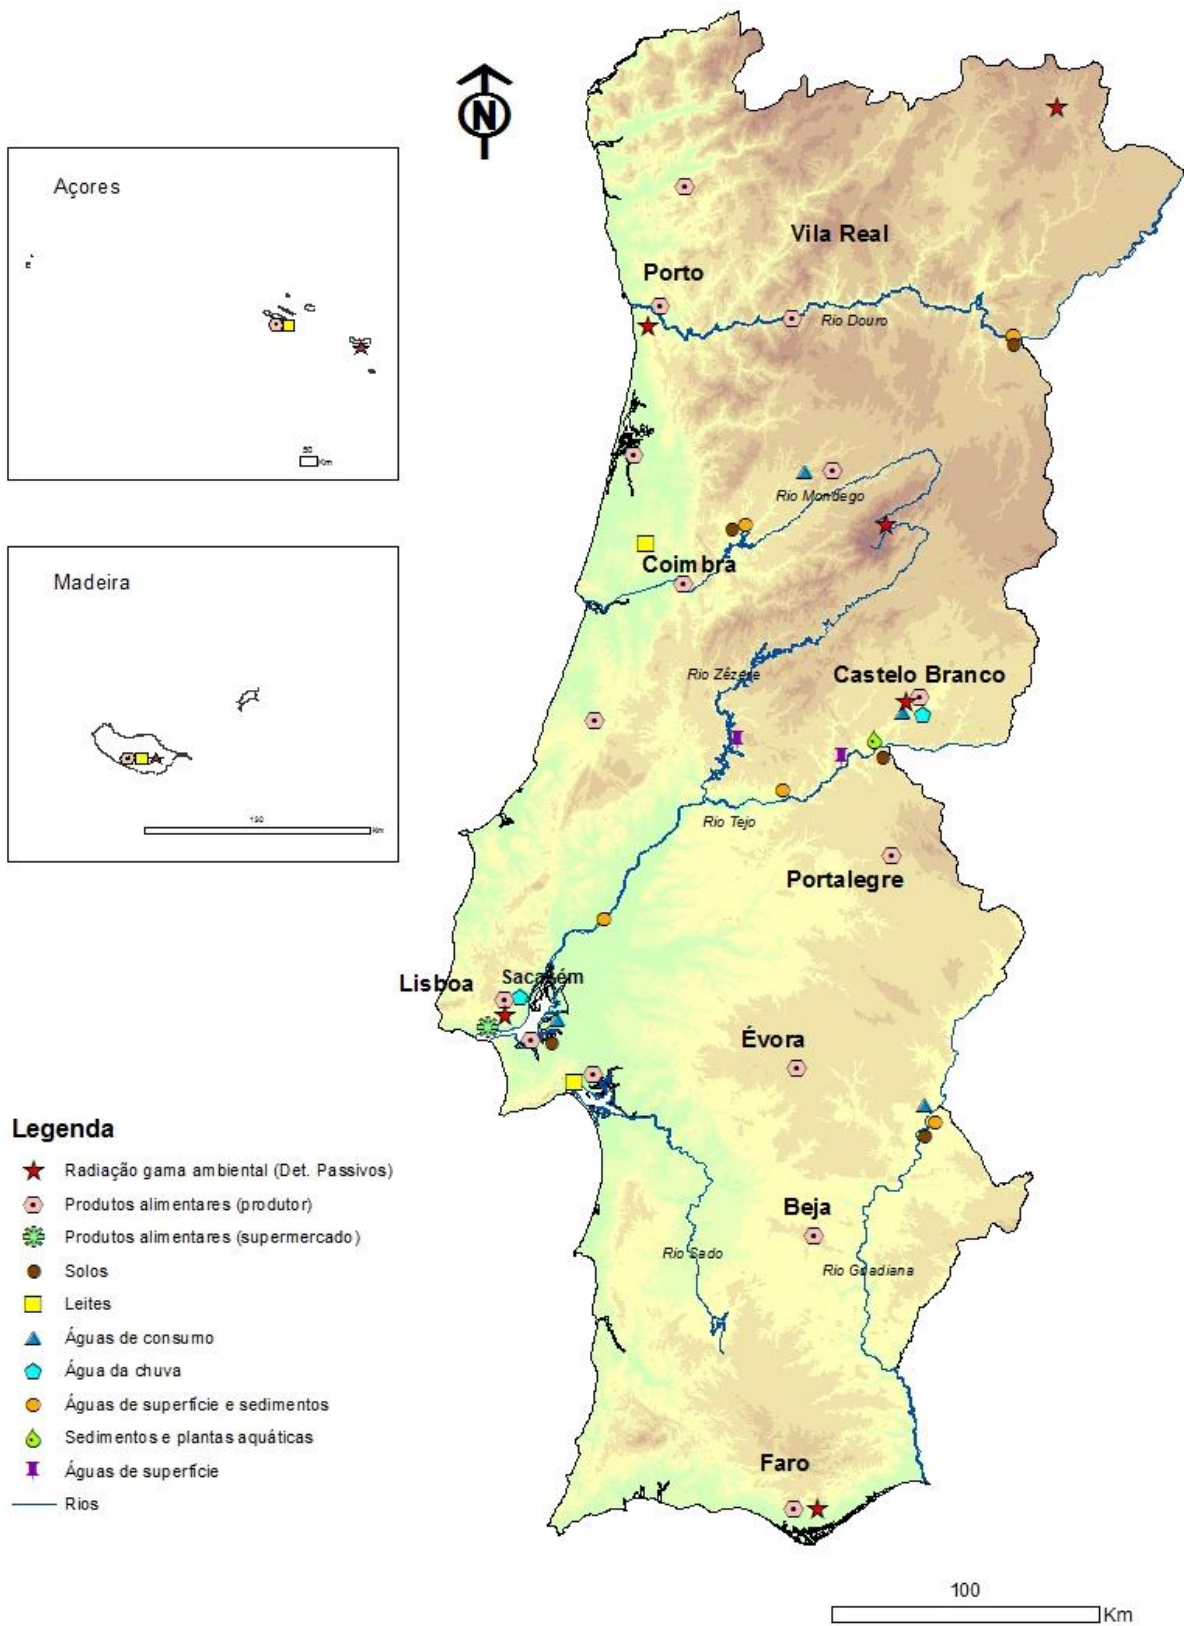 N
Açores
50
Km
Madeira
130
Km
Vila Real
Porto
Rio Douro
Rio Mondego
Coimbra
Rio Zêzere
Castelo Branco
Rio Tejo
Portalegre
Lisboa
Sacavém
Évora
Beja
Rio Sado
Rio Guadiana
Faro
Legenda
Radiação gama ambiental (Det. Passivos)
Produtos alimentares (produtor)
Produtos alimentares (supermercado)
Solos
Leites
Águas de consumo
Água da chuva
Águas de superfície e sedimentos
Sedimentos e plantas aquáticas
Águas de superfície
Rios
100
Km